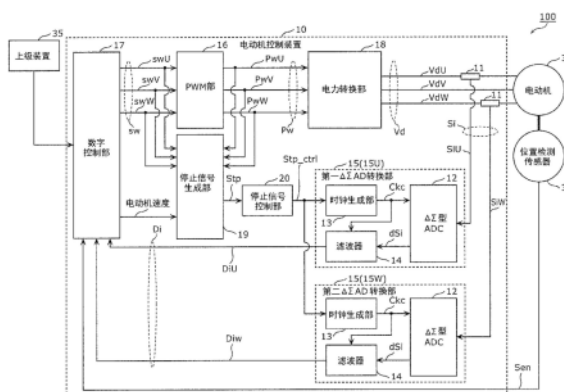 100
35
10
上级装置
17
电动机控制装置
16
18
swU
swV
swW
sw
PWM部
PwU
PwV
PwW
Pw
电力转换部
VdU
VdV
VdW
Vd
11
11
电动机
Si
SiU
SiW
位置检测
传感器
数字
控制部
停止信号
生成部
19
Stp
20
停止信号
控制部
Stp_ctrl
电动机速度
Di
DiU
15(15U)
第一ΔΣAD转换部
12
时钟生成部
Ckc
13
ΔΣ型
ADC
滤波器
dSi
14
15(15W)
第二ΔΣAD转换部
12
时钟生成部
Ckc
13
ΔΣ型
ADC
滤波器
dSi
14
Diw
Sen